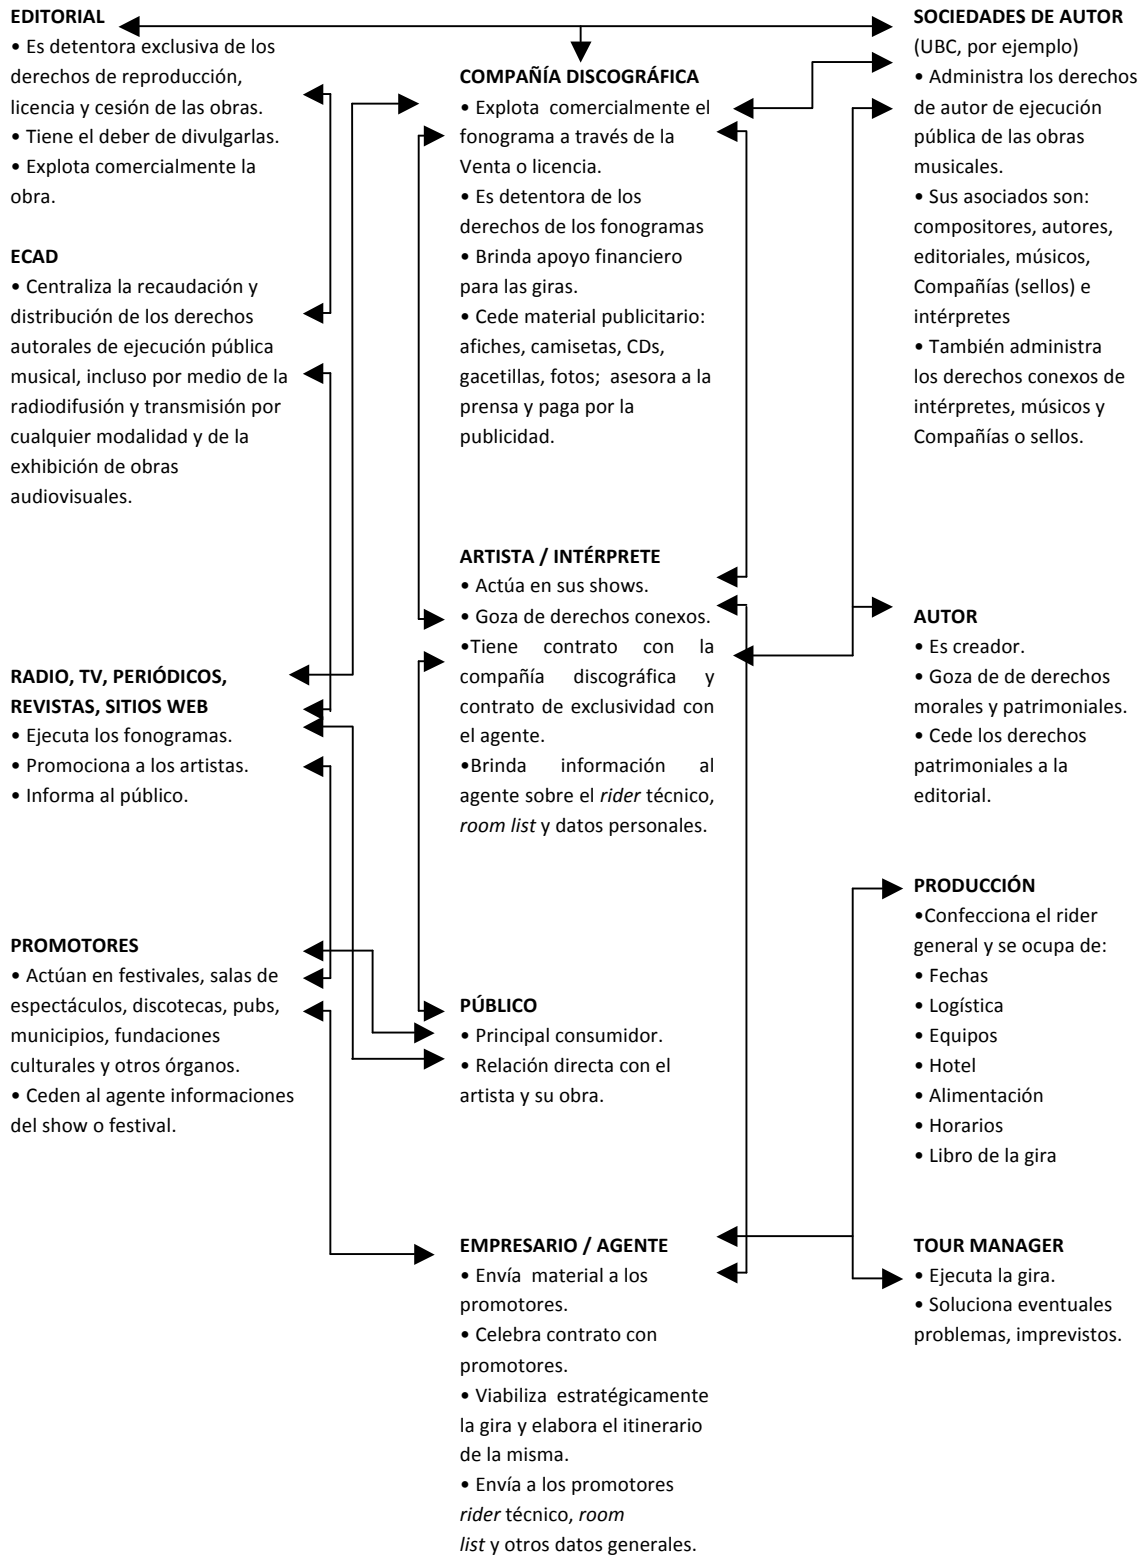 EDITORIAL
• Es detentora exclusiva de los
derechos de reproducción,
licencia y cesión de las obras.
• Tiene el deber de divulgarlas.
• Explota comercialmente la
obra.
ECAD
• Centraliza la recaudación y
distribución de los derechos
autorales de ejecución pública
musical, incluso por medio de la
radiodifusión y transmisión por
cualquier modalidad y de la
exhibición de obras
audiovisuales.
RADIO, TV, PERIÓDICOS,
REVISTAS, SITIOS WEB
• Ejecuta los fonogramas.
• Promociona a los artistas.
• Informa al público.
PROMOTORES
• Actúan en festivales, salas de
espectáculos, discotecas, pubs,
municipios, fundaciones
culturales y otros órganos.
• Ceden al agente informaciones
del show o festival.
COMPAÑÍA DISCOGRÁFICA
• Explota comercialmente el
fonograma a través de la
Venta o licencia.
• Es detentora de los
derechos de los fonogramas
• Brinda apoyo financiero
para las giras.
• Cede material publicitario:
afiches, camisetas, CDs,
gacetillas, fotos; asesora a la
prensa y paga por la
publicidad.
ARTISTA / INTÉRPRETE
• Actúa en sus shows.
• Goza de derechos conexos.
•Tiene contrato con la
compañía discográfica y
contrato de exclusividad con
el agente.
•Brinda información al
agente sobre el rider técnico,
room list y datos personales.
PÚBLICO
• Principal consumidor.
• Relación directa con el
artista y su obra.
EMPRESARIO / AGENTE
• Envía material a los
promotores.
• Celebra contrato con
promotores.
• Viabiliza estratégicamente
la gira y elabora el itinerario
de la misma.
• Envía a los promotores
rider técnico, room
list y otros datos generales.
SOCIEDADES DE AUTOR
(UBC, por ejemplo)
• Administra los derechos
de autor de ejecución
pública de las obras
musicales.
• Sus asociados son:
compositores, autores,
editoriales, músicos,
Compañías (sellos) e
intérpretes
• También administra
los derechos conexos de
intérpretes, músicos y
Compañías o sellos.
AUTOR
• Es creador.
• Goza de de derechos
morales y patrimoniales.
• Cede los derechos
patrimoniales a la
editorial.
PRODUCCIÓN
•Confecciona el rider
general y se ocupa de:
• Fechas
• Logística
• Equipos
• Hotel
• Alimentación
• Horarios
• Libro de la gira
TOUR MANAGER
• Ejecuta la gira.
• Soluciona eventuales
problemas, imprevistos.